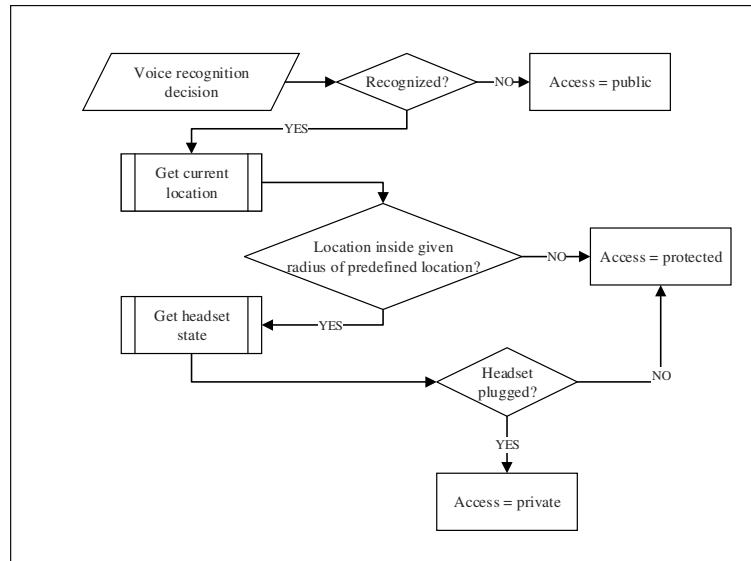 Voice recognition
decision
Recognized?
NO
Access = public
YES
Get current
location
Location inside given
radius of predefined location?
NO
Access = protected
YES
Get headset
state
Headset
plugged?
NO
YES
Access = private